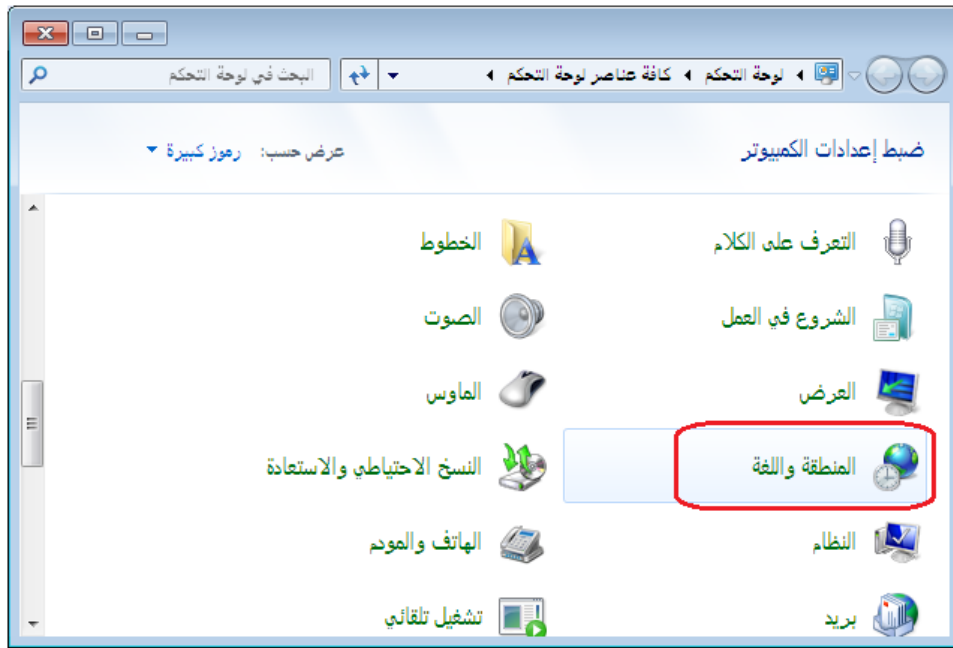 لوحة التحكم كافة عناصر لوحة التحكم
البحث في لوحة التحكم
ضبط إعدادات الكمبيوتر
عرض حسب: رموز كبيرة
التعرف على الكلام
الخطوط
الشروع في العمل
الصوت
العرض
الماوس
المنطقة واللغة
النسخ الاحتياطي والاستعادة
النظام
الهاتف والمودم
بريد
تشغيل تلقائي